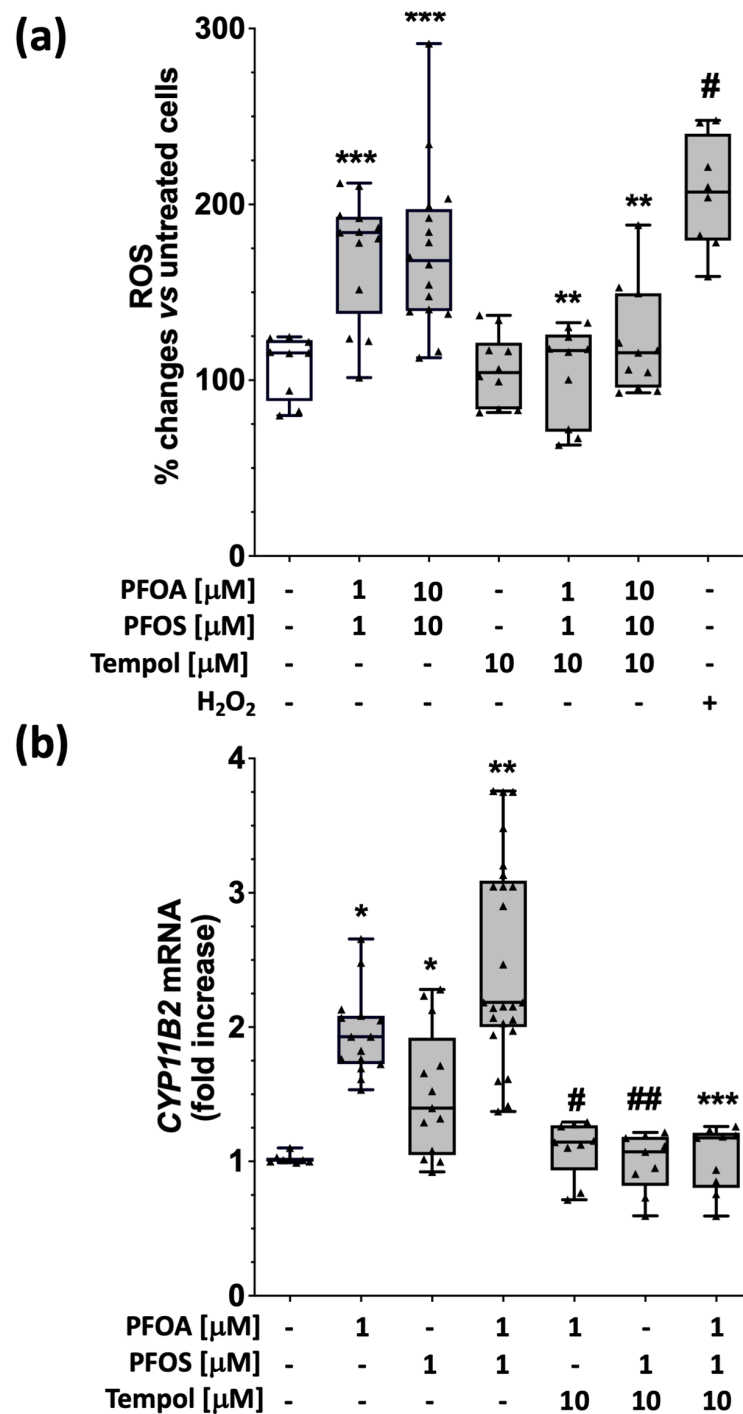 (a)
300
200
100
0
ROS
% changes vs untreated cells
*** *** ** ** #
PFOA [μM] - 1 10 - 1 10 -
PFOS [μM] - 1 10 - 1 10 -
Tempol [μM] - - - 10 10 10 -
H₂O₂ - - - - - - +
(b)
4
3
2
1
0
CYP11B2 mRNA
(fold increase)
* * ** # ## ***
PFOA [μM] - 1 - 1 1 - 1
PFOS [μM] - - 1 1 - 1 1
Tempol [μM] - - - - 10 10 10